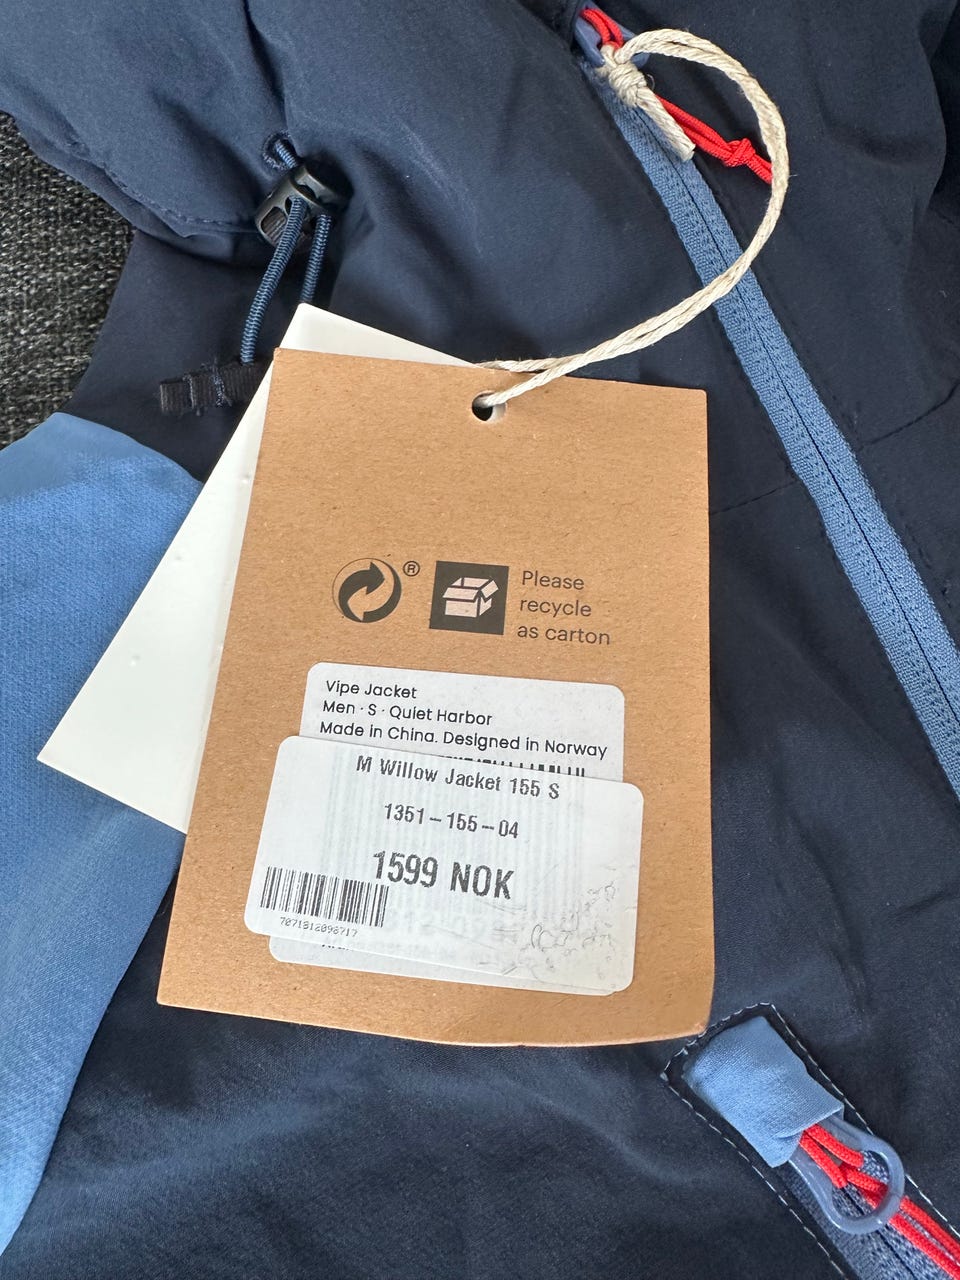 ®
Please
recycle
as carton
Vipe Jacket
Men · S · Quiet Harbor
Made in China. Designed in Norway
M Willow Jacket 155 S
1351-155-04
1599 NOK
7071812098717